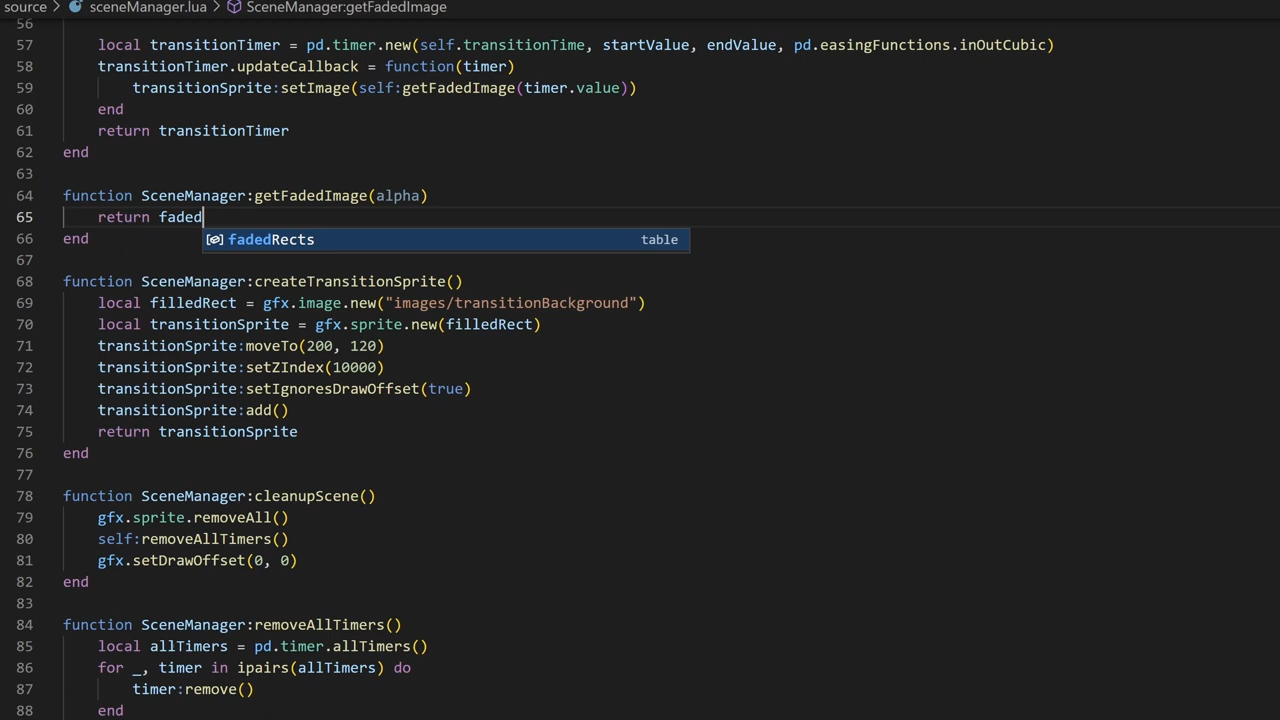 source > sceneManager.lua > SceneManager:getFadedImage
56
57 local transitionTimer = pd.timer.new(self.transitionTime, startValue, endValue, pd.easingFunctions.inOutCubic)
58 transitionTimer.updateCallback = function(timer)
59 transitionSprite:setImage(self:getFadedImage(timer.value))
60 end
61 return transitionTimer
62 end
63
64 function SceneManager:getFadedImage(alpha)
65 return faded
fadedRects table
66 end
67
68 function SceneManager:createTransitionSprite()
69 local filledRect = gfx.image.new("images/transitionBackground")
70 local transitionSprite = gfx.sprite.new(filledRect)
71 transitionSprite:moveTo(200, 120)
72 transitionSprite:setZIndex(10000)
73 transitionSprite:setIgnoresDrawOffset(true)
74 transitionSprite:add()
75 return transitionSprite
76 end
77
78 function SceneManager:cleanupScene()
79 gfx.sprite.removeAll()
80 self:removeAllTimers()
81 gfx.setDrawOffset(0, 0)
82 end
83
84 function SceneManager:removeAllTimers()
85 local allTimers = pd.timer.allTimers()
86 for _, timer in ipairs(allTimers) do
87 timer:remove()
88 end